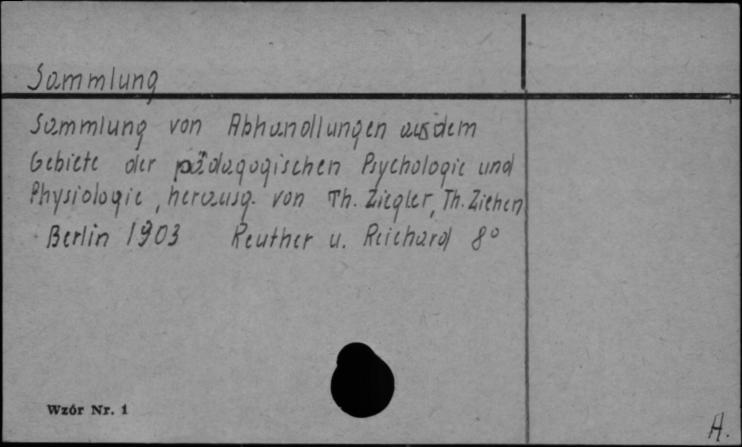 Sammlung
Sammlung von Abhandlungen aus dem
Gebiete der pädagogischen Psychologie und
Physiologie, herausg. von Th. Ziegler, Th. Ziehen
Berlin 1903 Reuther u. Reichard 8°
Wzór Nr. 1
A.